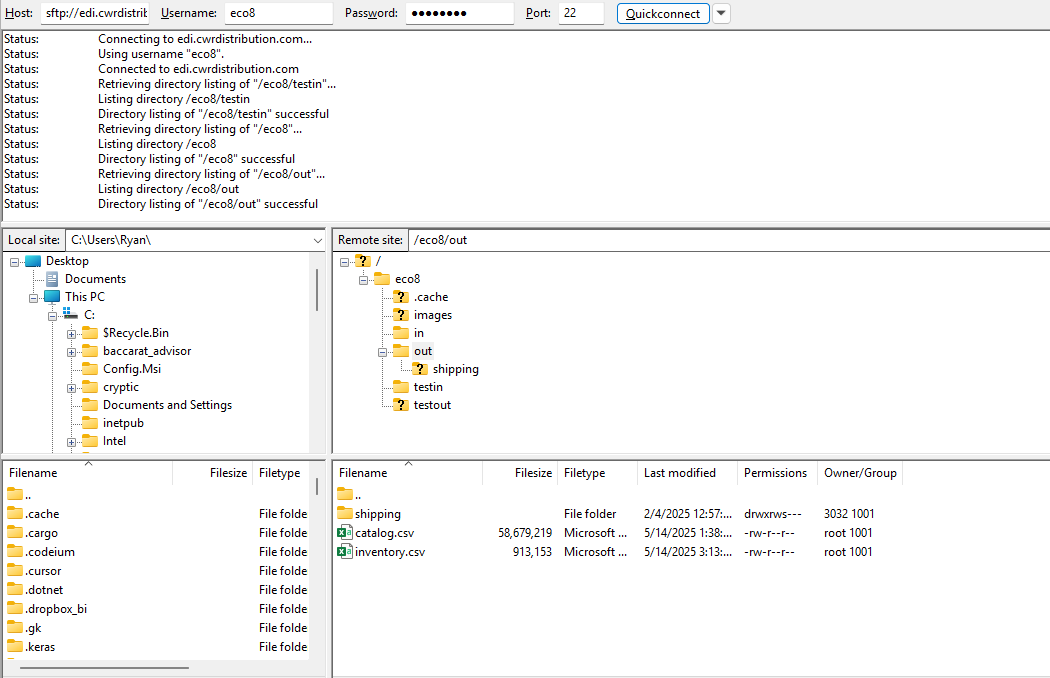 Host: sftp://edi.cwrdistrib Username: eco8 Password: ●●●●●●●● Port: 22 Quickconnect
Status: Connecting to edi.cwrdistribution.com...
Status: Using username "eco8".
Status: Connected to edi.cwrdistribution.com
Status: Retrieving directory listing of "/eco8/testin"...
Status: Listing directory /eco8/testin
Status: Directory listing of "/eco8/testin" successful
Status: Retrieving directory listing of "/eco8"...
Status: Listing directory /eco8
Status: Directory listing of "/eco8" successful
Status: Retrieving directory listing of "/eco8/out"...
Status: Listing directory /eco8/out
Status: Directory listing of "/eco8/out" successful
Local site: C:\Users\Ryan\
Desktop
Documents
This PC
C:
$Recycle.Bin
baccarat_advisor
Config.Msi
cryptic
Documents and Settings
inetpub
Intel
Remote site: /eco8/out
/
eco8
.cache
images
in
out
shipping
testin
testout
Filename Filesize Filetype
..
.cache File folde
.cargo File folde
.codeium File folde
.cursor File folde
.dotnet File folde
.dropbox_bi File folde
.gk File folde
.keras File folde
Filename Filesize Filetype Last modified Permissions Owner/Group
..
shipping File folder 2/4/2025 12:57:... drwxrws--- 3032 1001
catalog.csv 58,679,219 Microsoft ... 5/14/2025 1:38:... -rw-r--r-- root 1001
inventory.csv 913,153 Microsoft ... 5/14/2025 3:13:... -rw-r--r-- root 1001